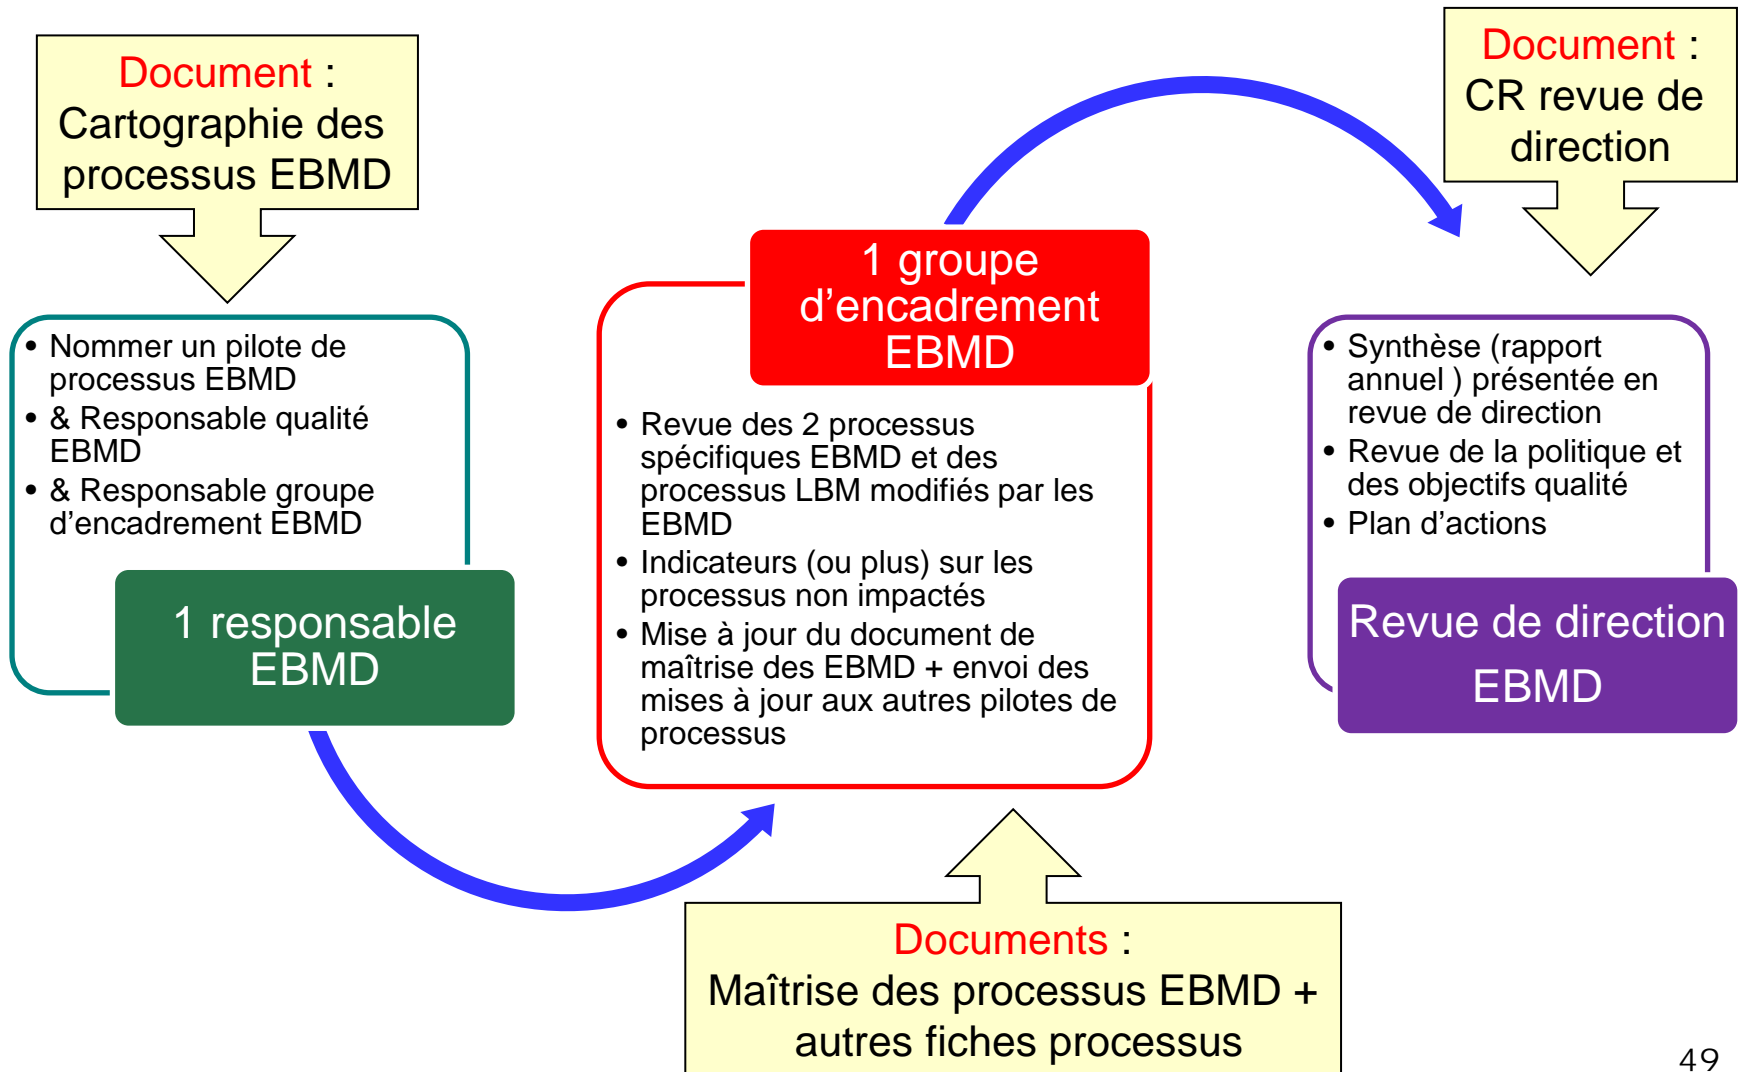 Document :
Cartographie des
processus EBMD
• Nommer un pilote de
processus EBMD
• & Responsable qualité
EBMD
• & Responsable groupe
d’encadrement EBMD
1 responsable
EBMD
1 groupe
d’encadrement
EBMD
• Revue des 2 processus
spécifiques EBMD et des
processus LBM modifiés par les
EBMD
• Indicateurs (ou plus) sur les
processus non impactés
• Mise à jour du document de
maîtrise des EBMD + envoi des
mises à jour aux autres pilotes de
processus
Documents :
Maîtrise des processus EBMD +
autres fiches processus
Document :
CR revue de
direction
• Synthèse (rapport
annuel ) présentée en
revue de direction
• Revue de la politique et
des objectifs qualité
• Plan d’actions
Revue de direction
EBMD
49